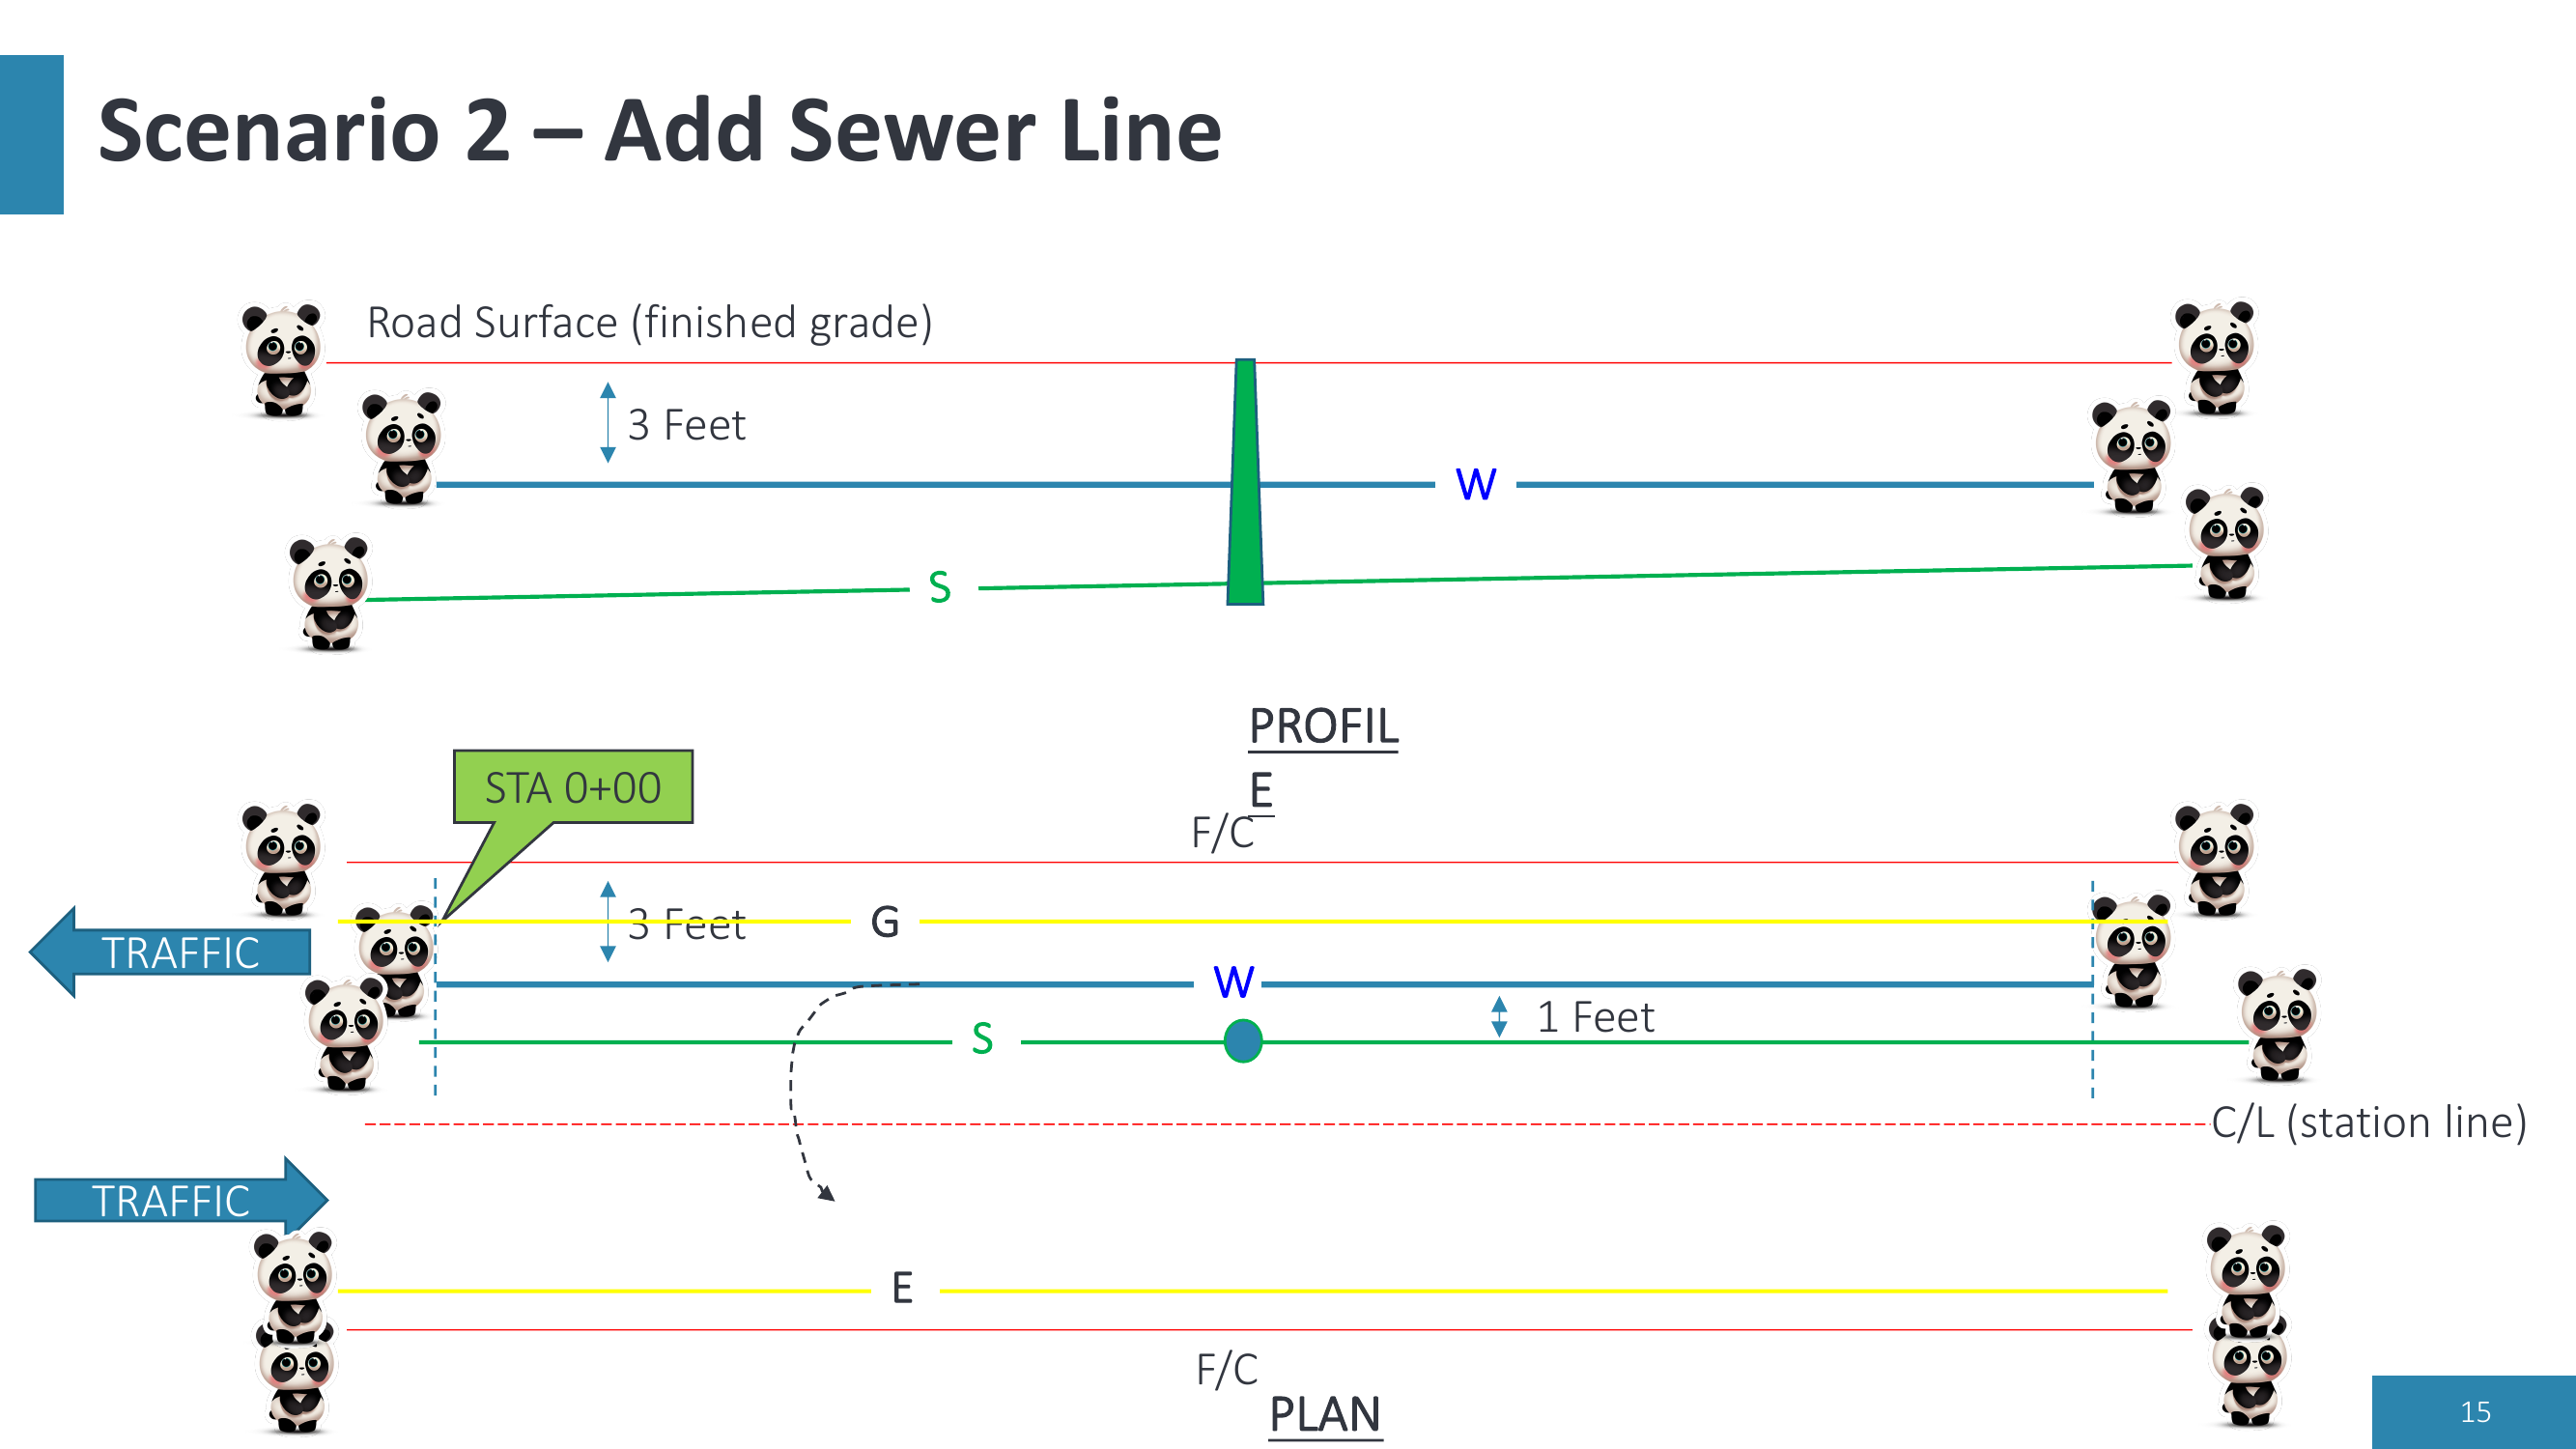 Scenario 2 – Add Sewer Line
Road Surface (finished grade)
3 Feet
W
S
PROFIL
E
STA 0+00
F/C
3 Feet
G
TRAFFIC
W
1 Feet
S
C/L (station line)
TRAFFIC
E
F/C
PLAN
15